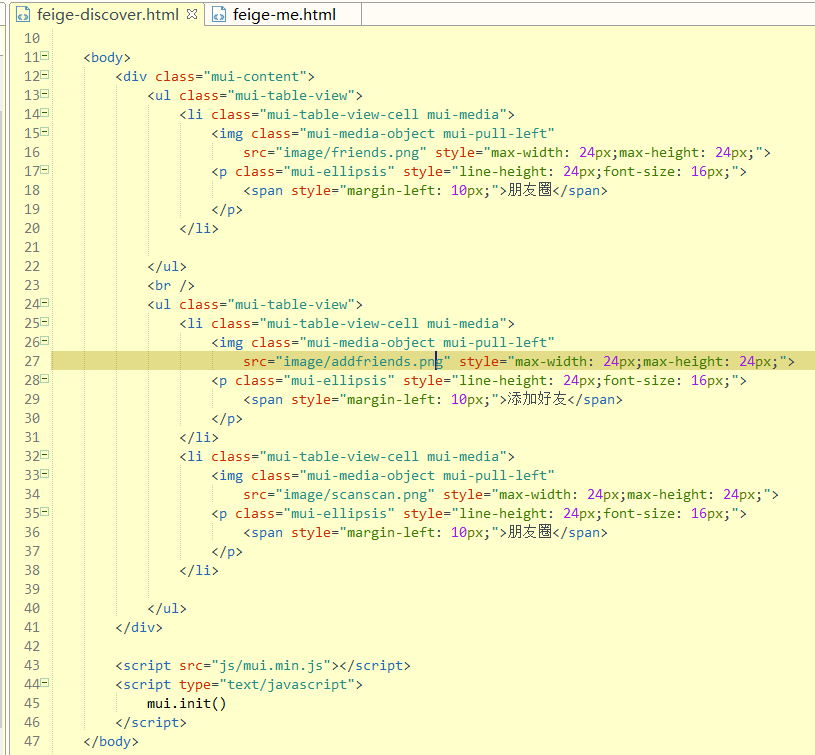 feige-discover.html feige-me.html
10
11 <body>
12 <div class="mui-content">
13 <ul class="mui-table-view">
14 <li class="mui-table-view-cell mui-media">
15 <img class="mui-media-object mui-pull-left"
16 src="image/friends.png" style="max-width: 24px;max-height: 24px;">
17 <p class="mui-ellipsis" style="line-height: 24px;font-size: 16px;">
18 <span style="margin-left: 10px;">朋友圈</span>
19 </p>
20 </li>
21
22 </ul>
23 <br />
24 <ul class="mui-table-view">
25 <li class="mui-table-view-cell mui-media">
26 <img class="mui-media-object mui-pull-left"
27 src="image/addfriends.png" style="max-width: 24px;max-height: 24px;">
28 <p class="mui-ellipsis" style="line-height: 24px;font-size: 16px;">
29 <span style="margin-left: 10px;">添加好友</span>
30 </p>
31 </li>
32 <li class="mui-table-view-cell mui-media">
33 <img class="mui-media-object mui-pull-left"
34 src="image/scanscan.png" style="max-width: 24px;max-height: 24px;">
35 <p class="mui-ellipsis" style="line-height: 24px;font-size: 16px;">
36 <span style="margin-left: 10px;">朋友圈</span>
37 </p>
38 </li>
39
40 </ul>
41 </div>
42
43 <script src="js/mui.min.js"></script>
44 <script type="text/javascript">
45 mui.init()
46 </script>
47 </body>